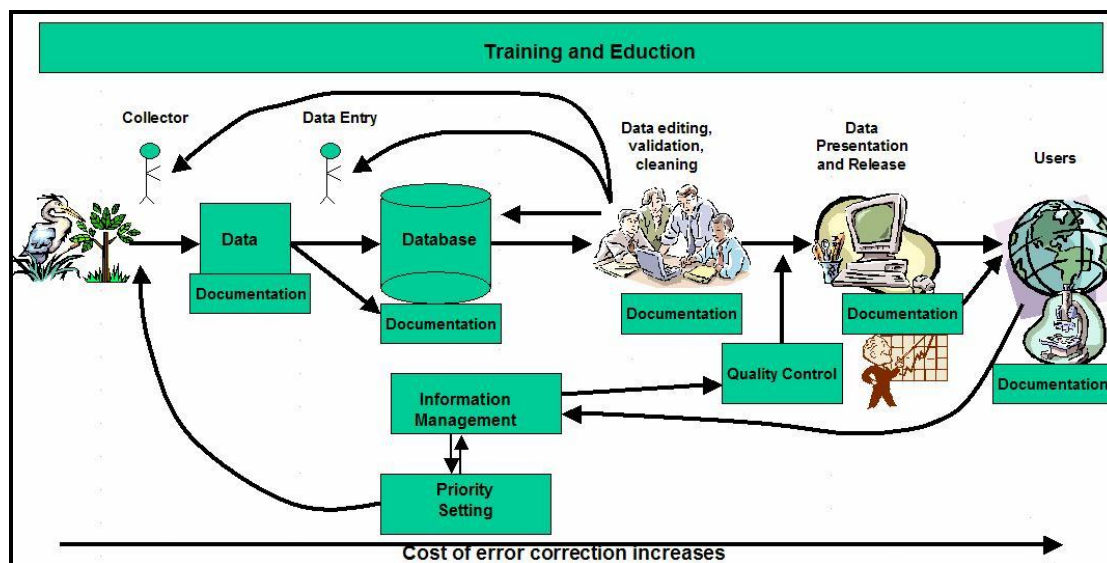 Training and Eduction
Collector
Data Entry
Data editing,
validation,
cleaning
Data
Presentation
and Release
Users
Data
Database
Documentation
Documentation
Documentation
Documentation
Documentation
Quality Control
Information
Management
Priority
Setting
Cost of error correction increases